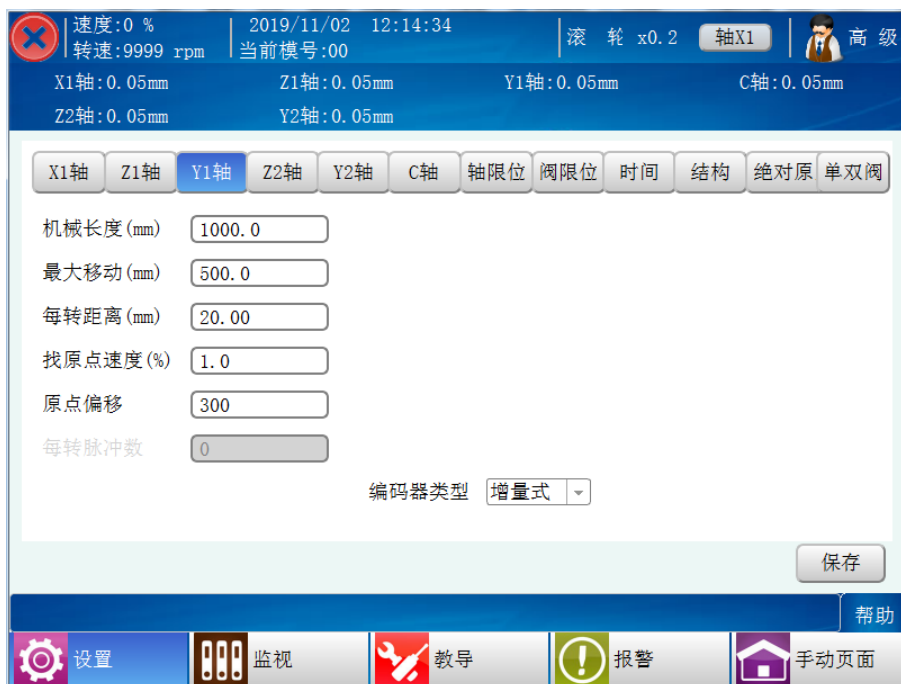 速度:0 % 2019/11/02 12:14:34 滚 轮 x0.2 轴X1 高 级
转速:9999 rpm 当前模号:00
X1轴:0.05mm Z1轴:0.05mm Y1轴:0.05mm C轴:0.05mm
Z2轴:0.05mm Y2轴:0.05mm
X1轴 Z1轴 Y1轴 Z2轴 Y2轴 C轴 轴限位 阀限位 时间 结构 绝对原 单双阀
机械长度(mm) 1000.0
最大移动(mm) 500.0
每转距离(mm) 20.00
找原点速度(%) 1.0
原点偏移 300
每转脉冲数 0
编码器类型 增量式
保存
帮助
设置 监视 教导 报警 手动页面